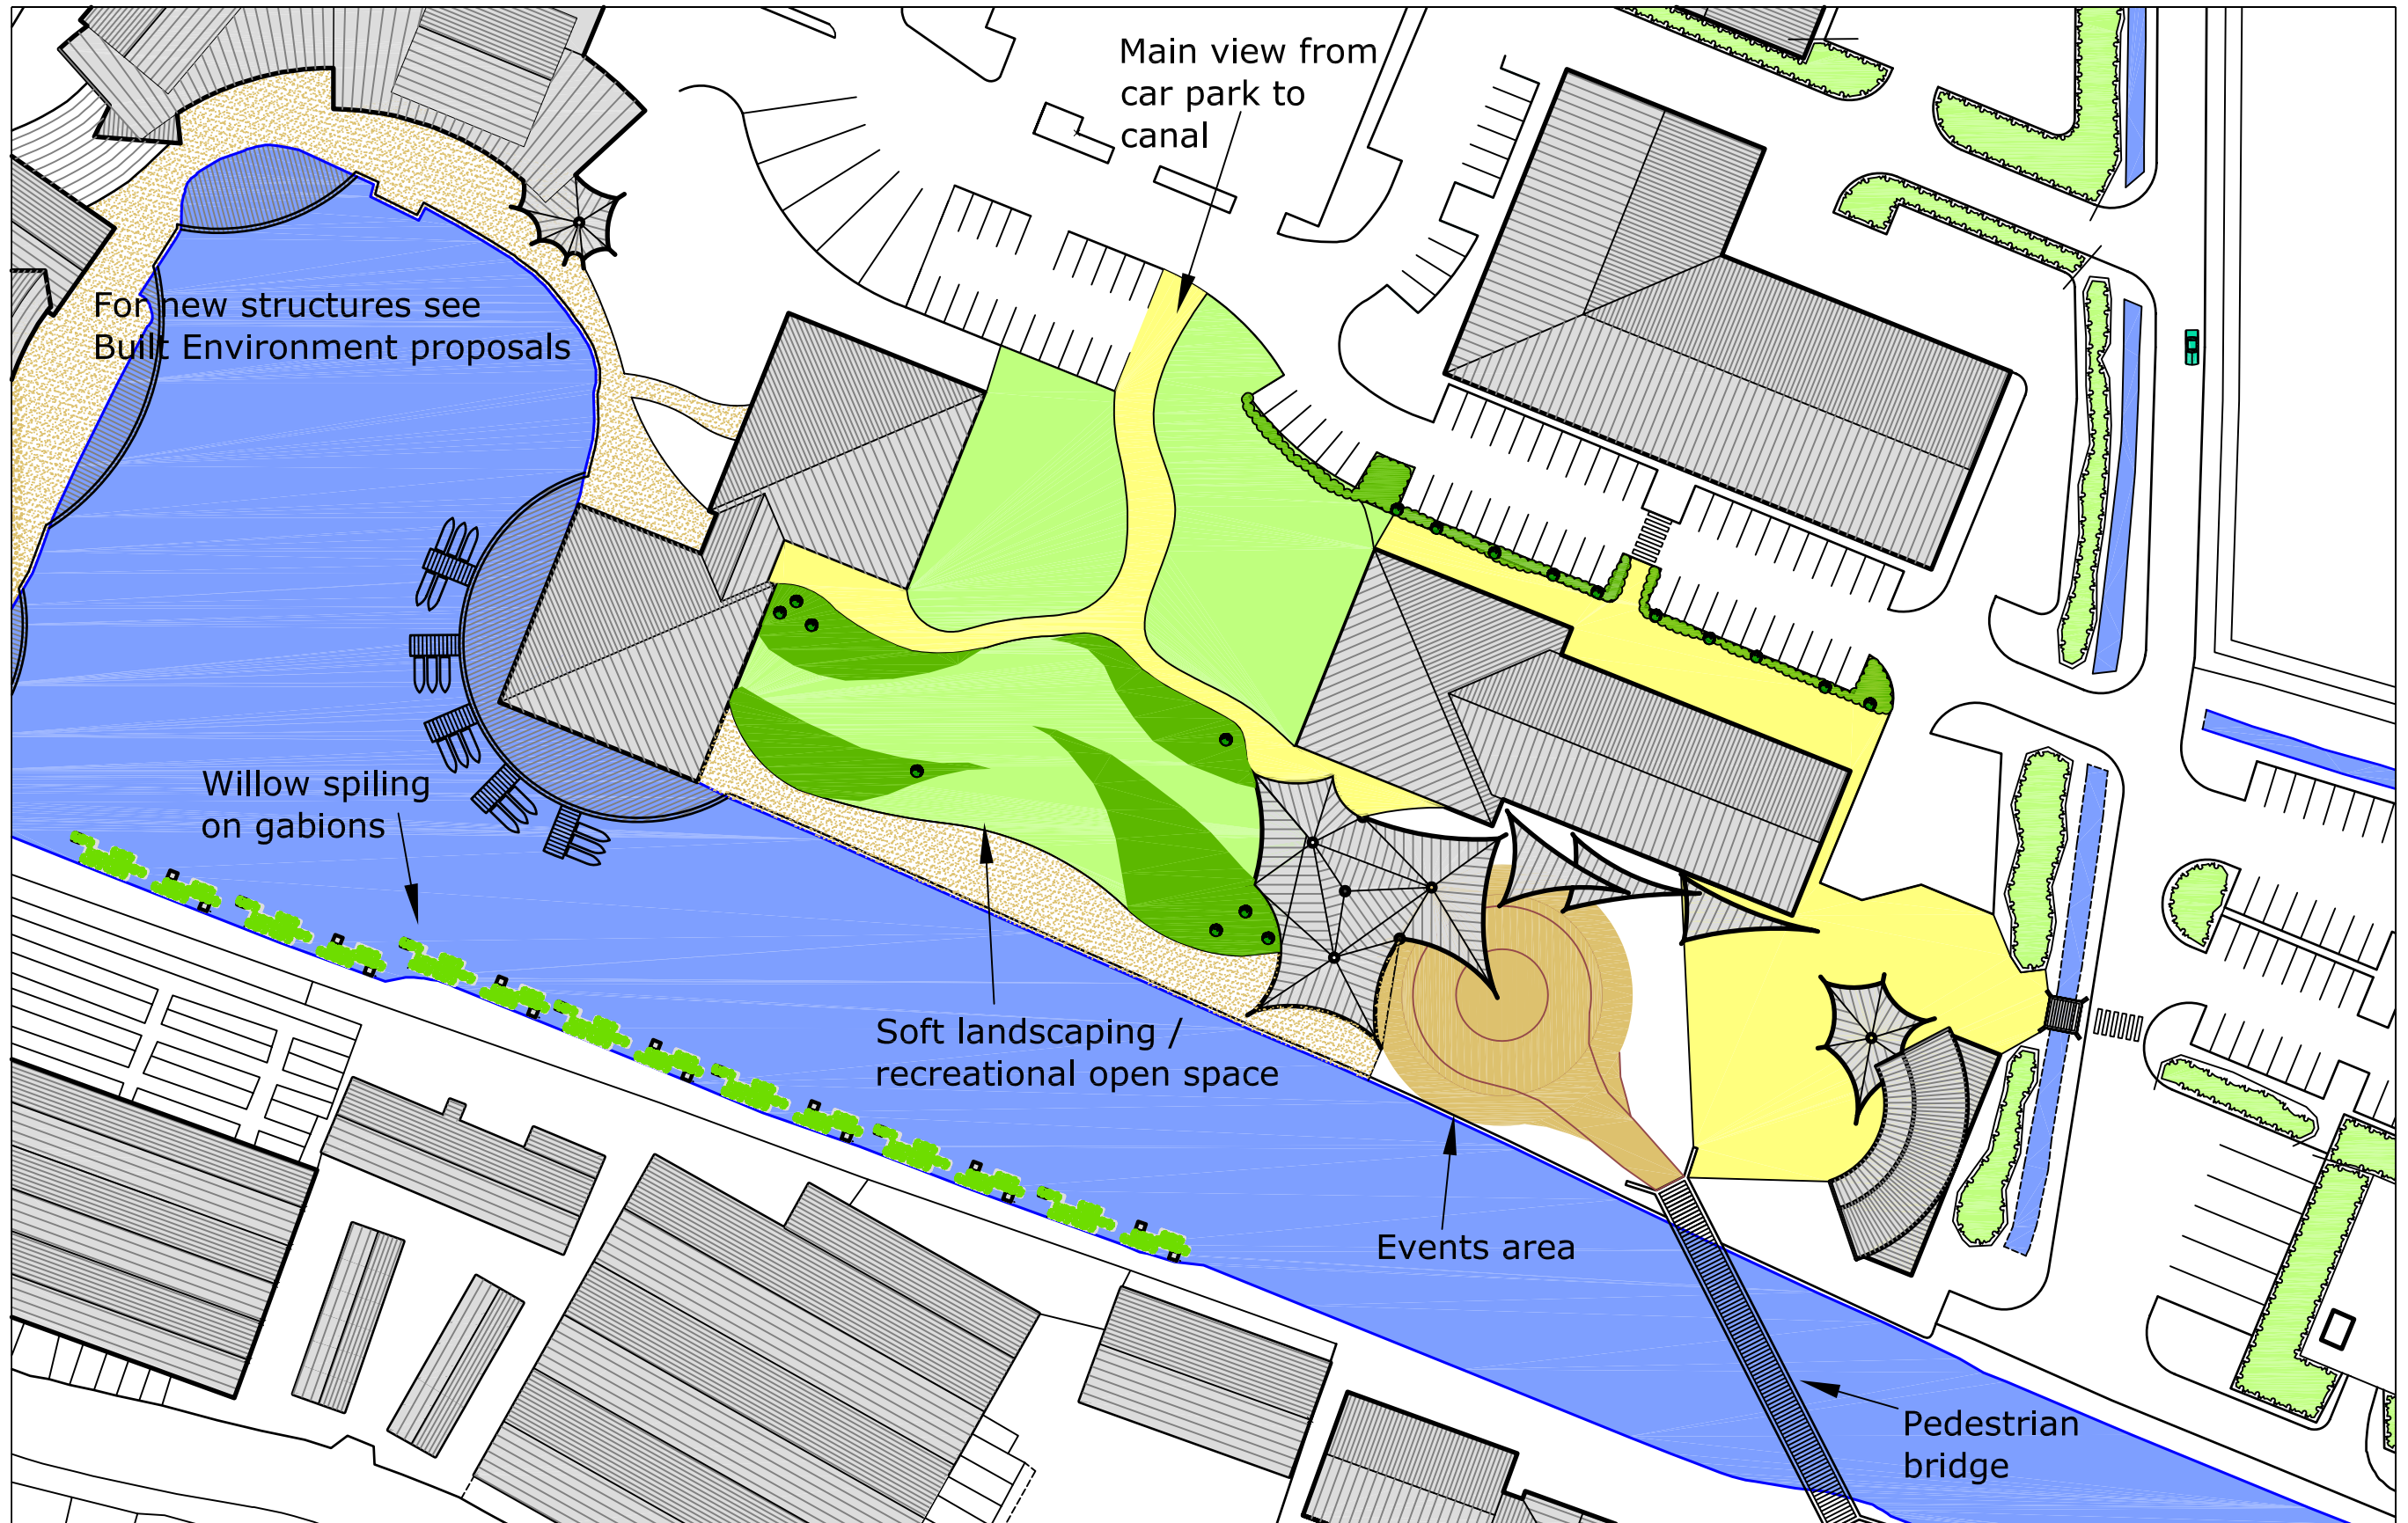 Main view from
car park to
canal
For new structures see
Built Environment proposals
Willow spiling
on gabions
Soft landscaping /
recreational open space
Events area
Pedestrian
bridge